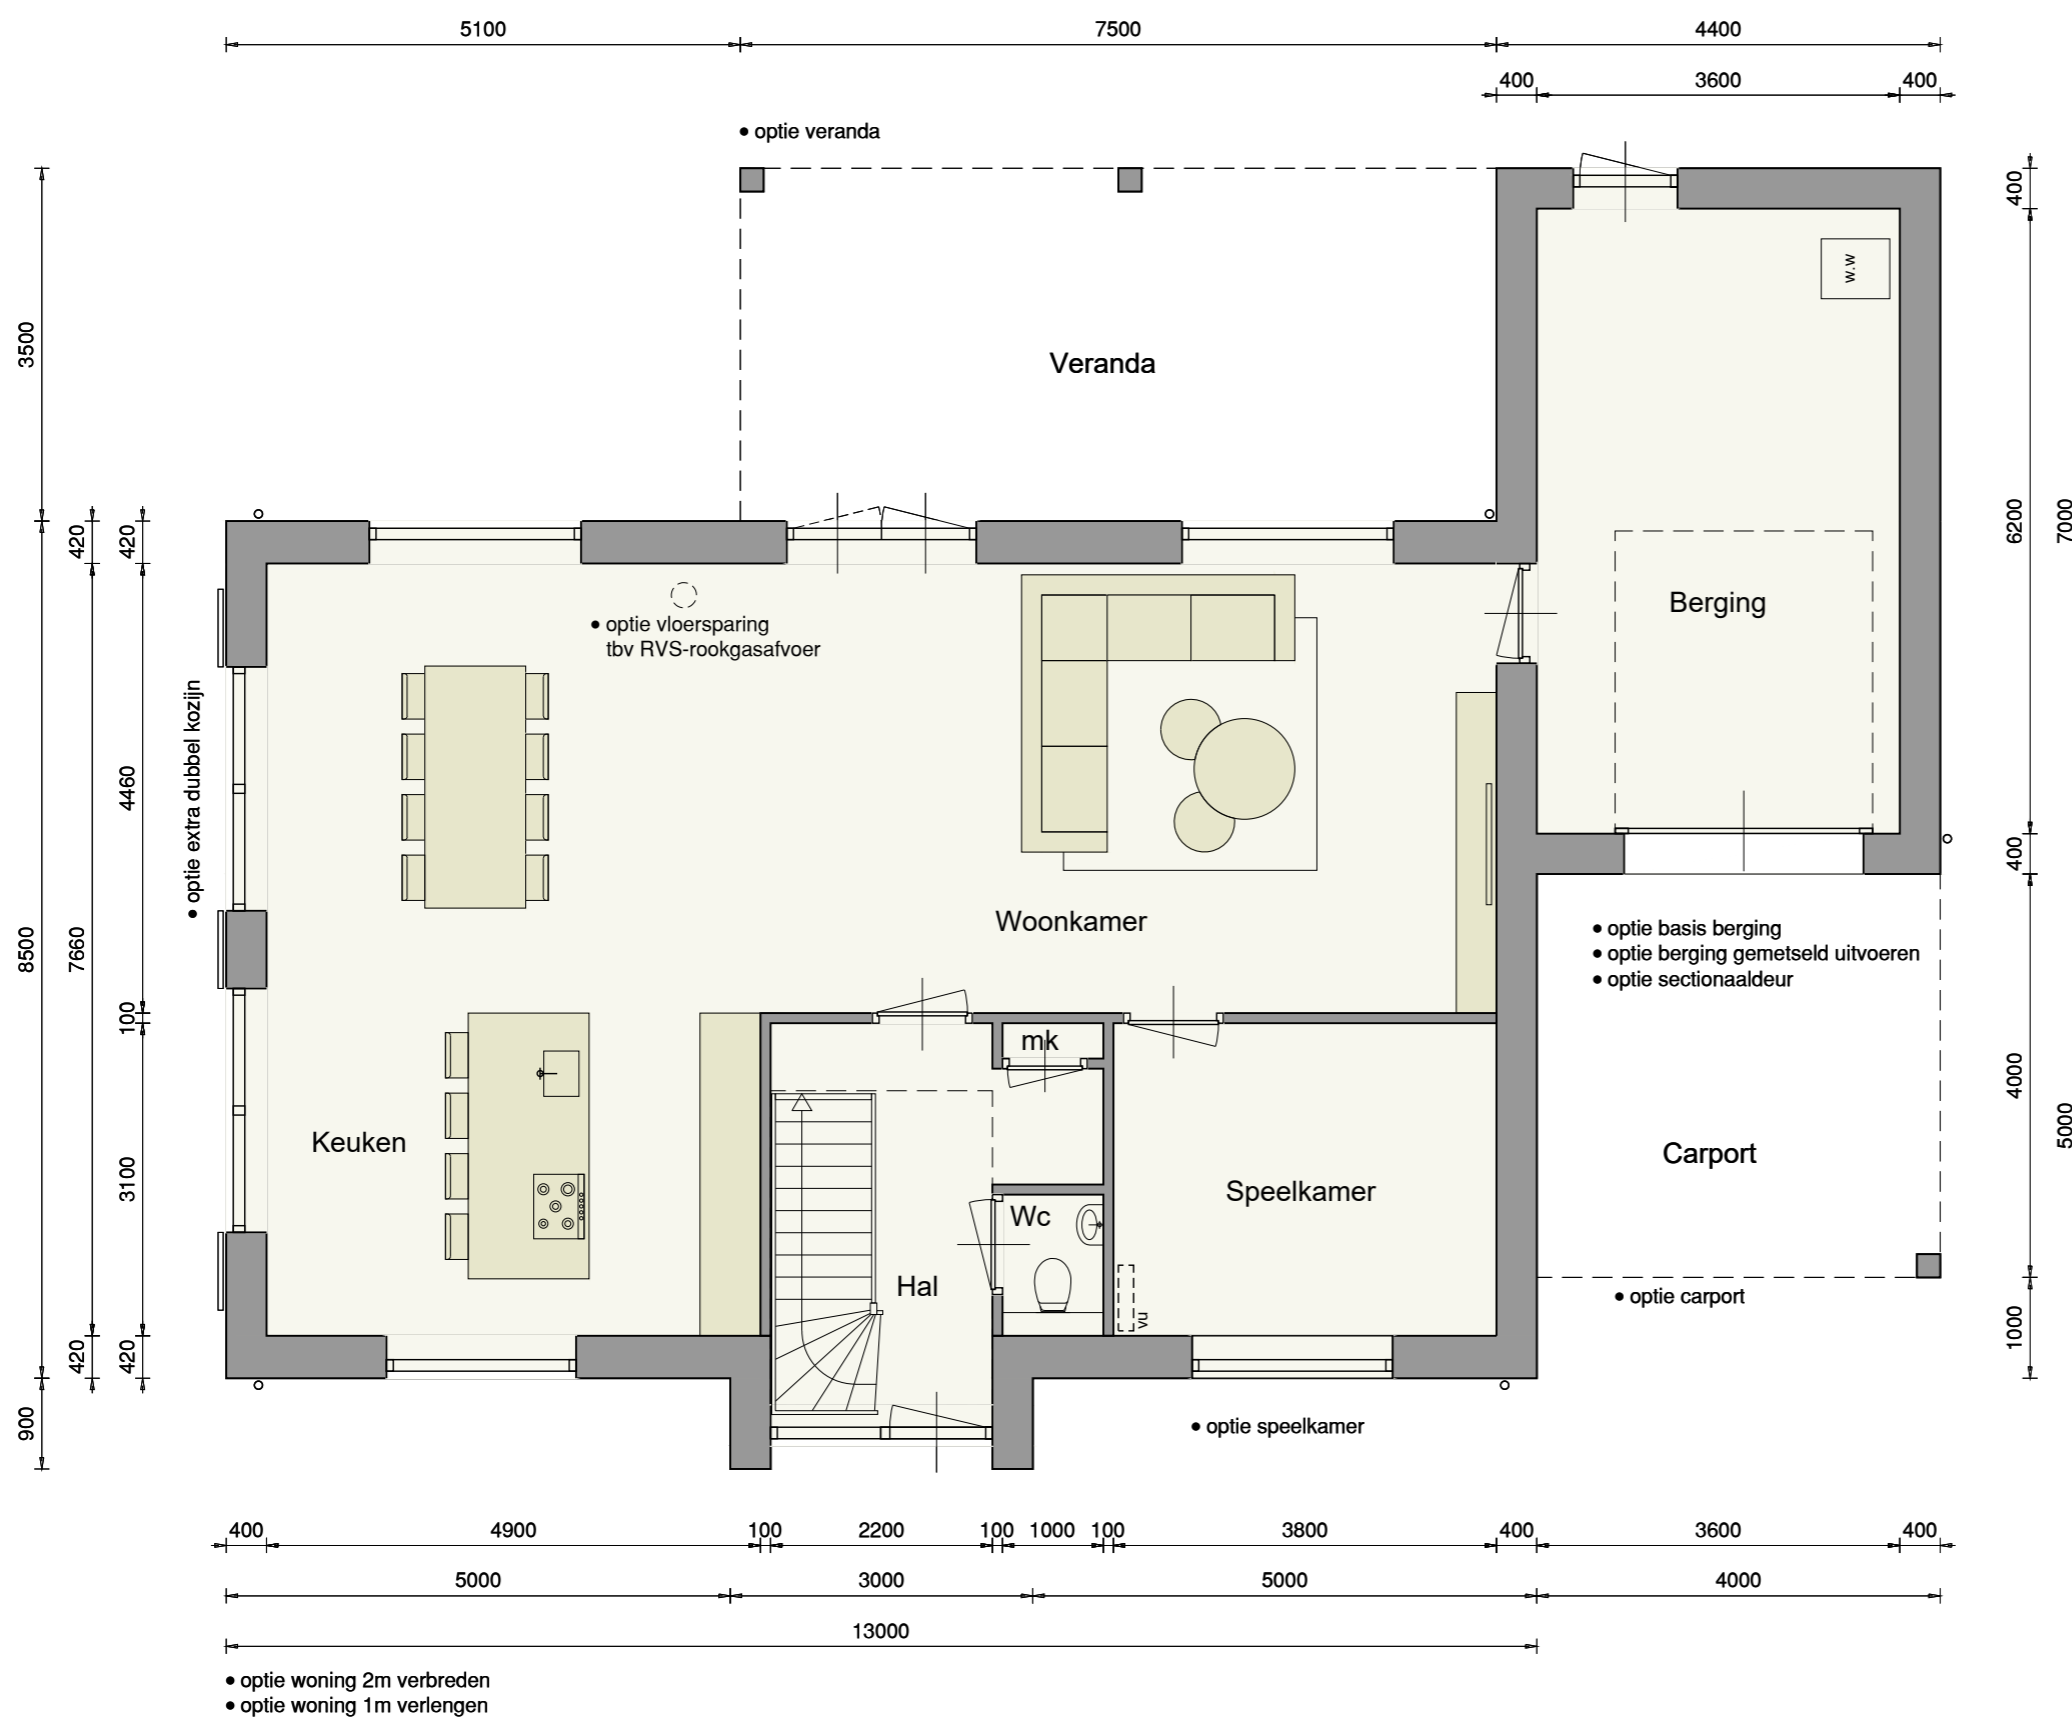 5100
7500
4400
400
3600
400
• optie veranda
400
w.w
3500
Veranda
420
420
6200
7000
Berging
• optie vloersparing
tbv RVS-rookgasafvoer
• optie extra dubbel kozijn
4460
400
Woonkamer
• optie basis berging
• optie berging gemetseld uitvoeren
• optie sectionaaldeur
8500
7660
100
mk
4000
5000
Keuken
Carport
3100
Speelkamer
Wc
Hal
• optie carport
vu
1000
420
420
900
• optie speelkamer
400
4900
100
2200
100
1000
100
3800
400
3600
400
5000
3000
5000
4000
13000
• optie woning 2m verbreden
• optie woning 1m verlengen